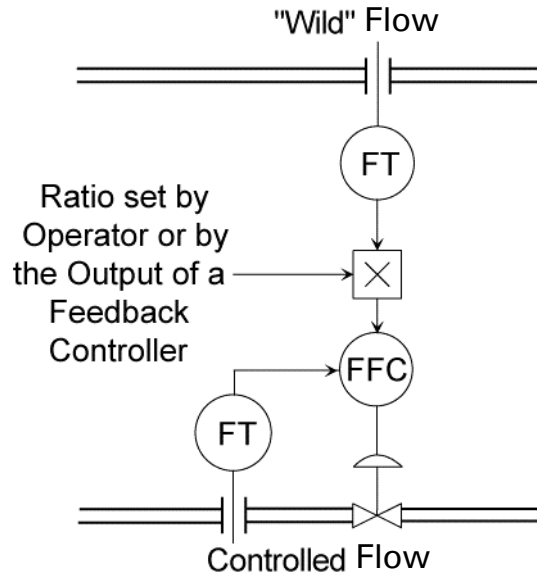 "Wild" Flow
FT
Ratio set by
Operator or by
the Output of a
Feedback
Controller
FFC
FT
Controlled Flow